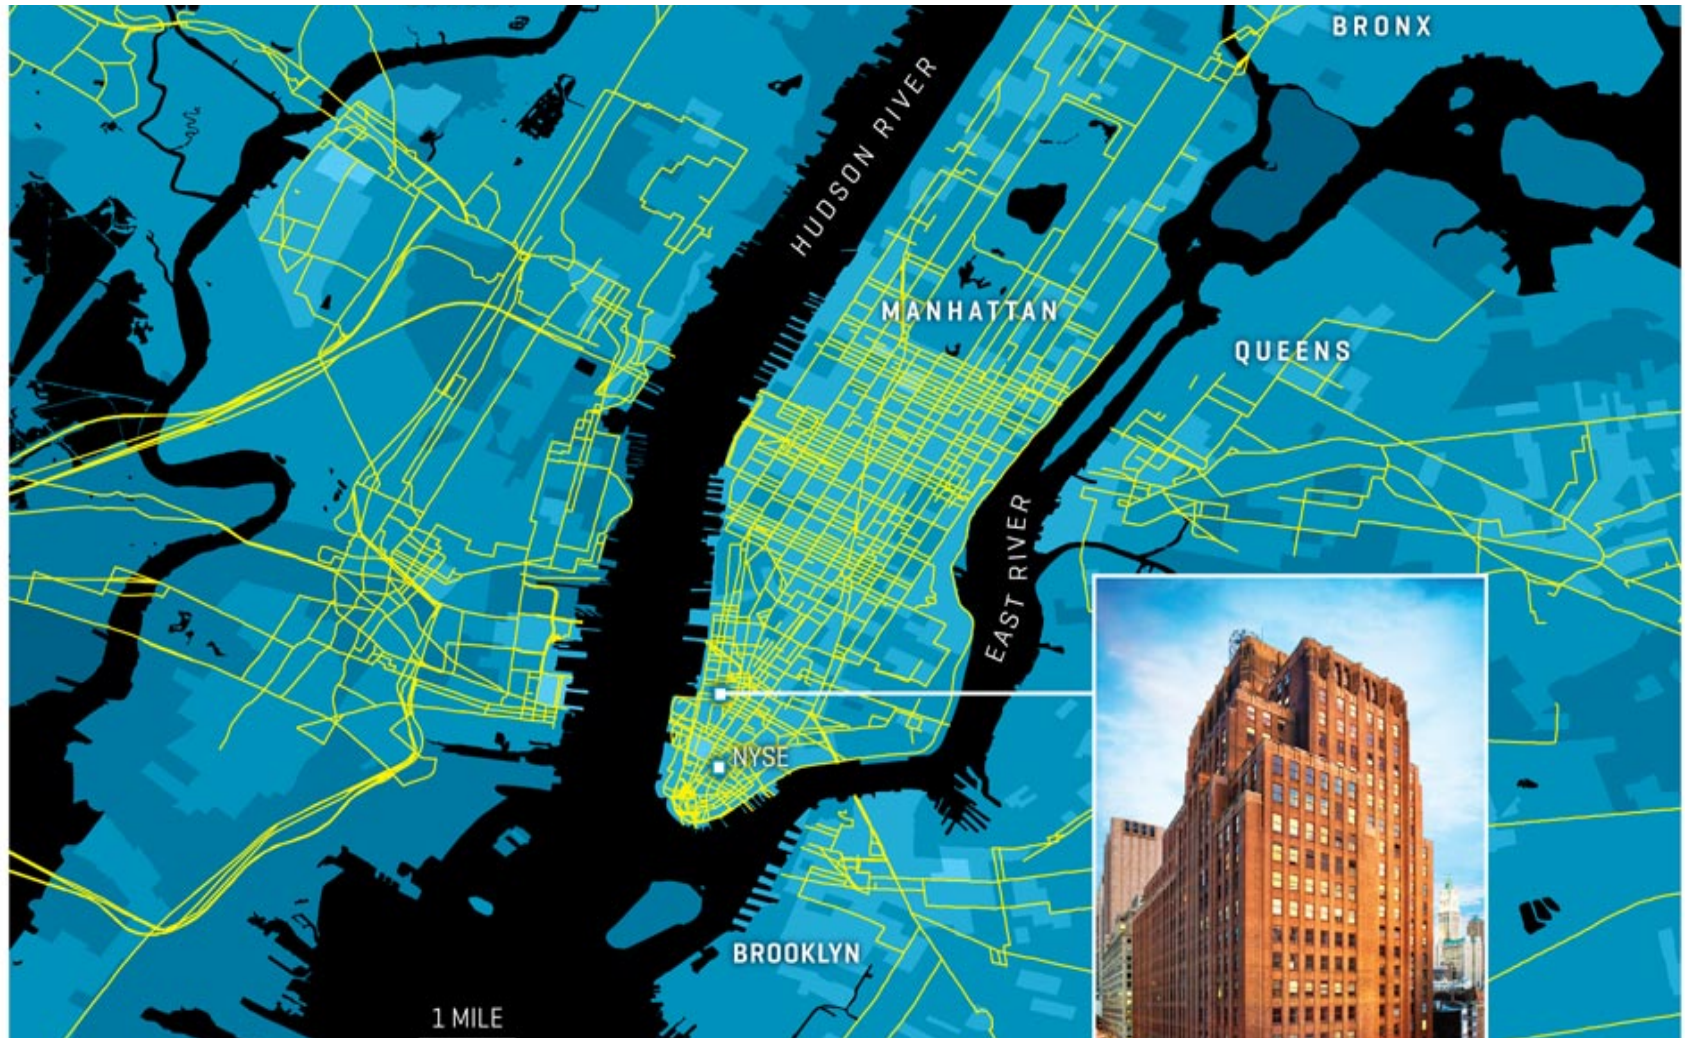 BRONX
HUDSON RIVER
MANHATTAN
QUEENS
EAST RIVER
NYSE
BROOKLYN
1 MILE